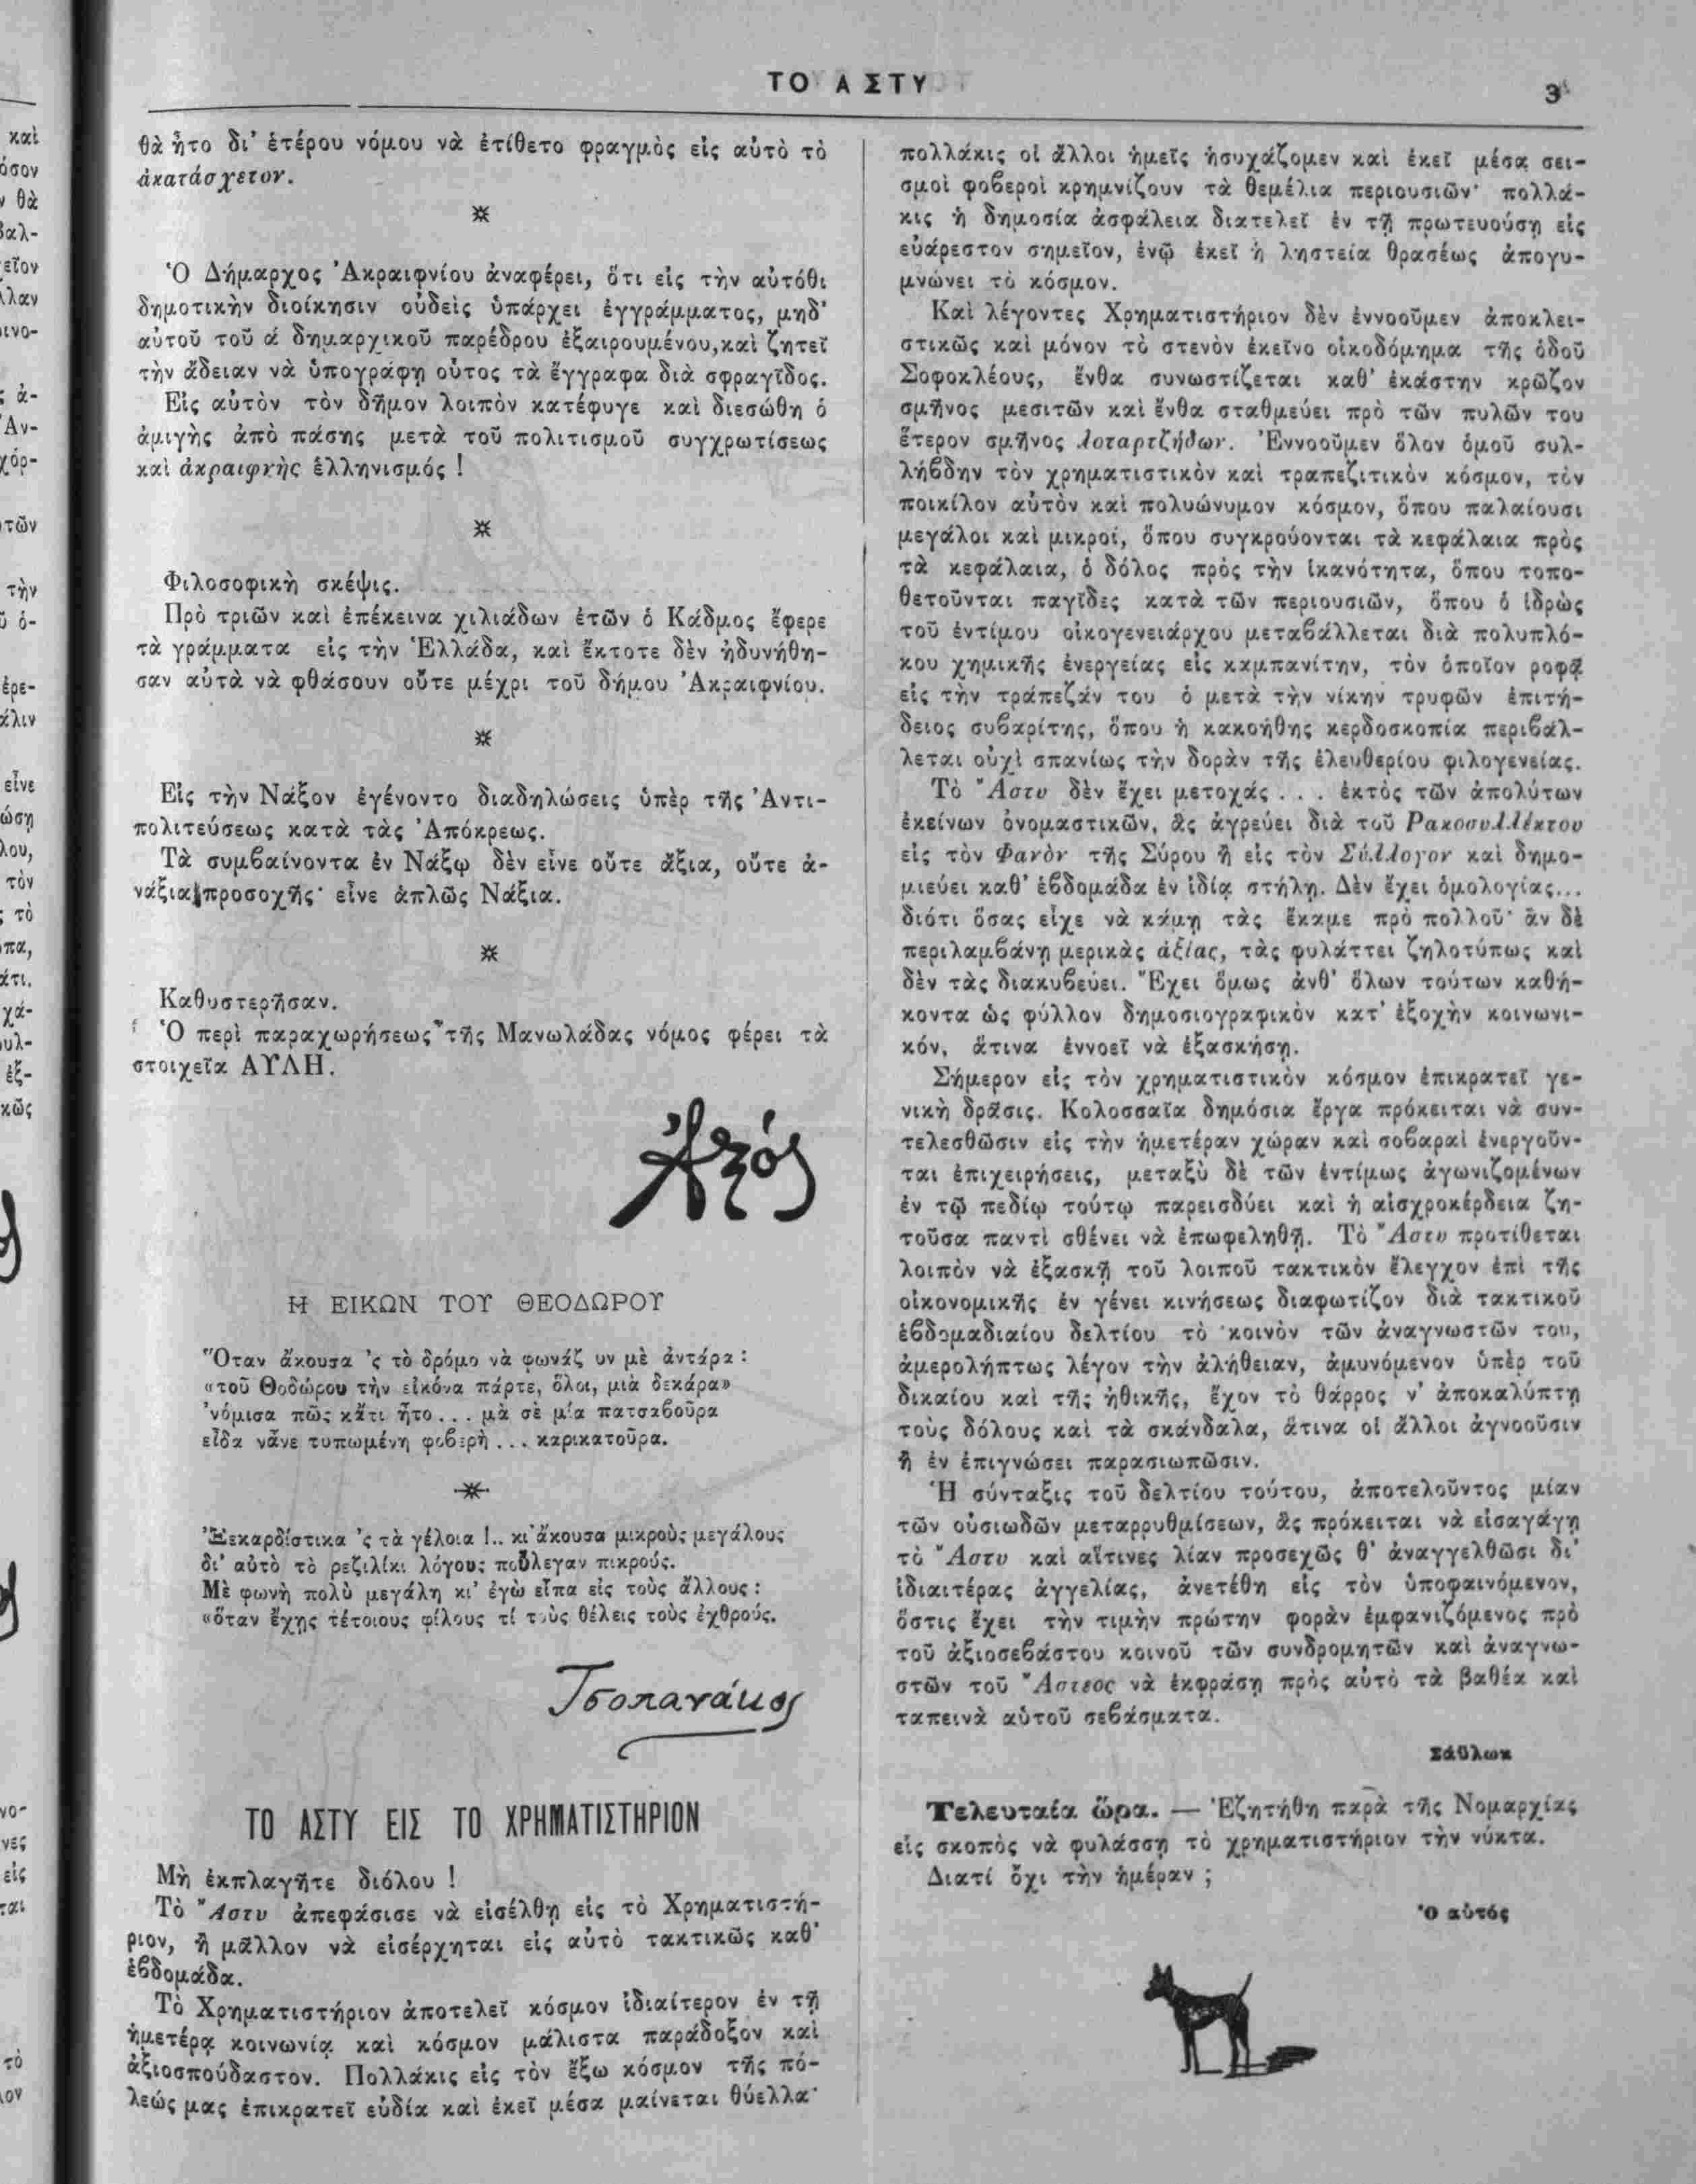 ΤΟ ΑΣΤΥ
3
θὰ ἦτο δι' ἑτέρου νόμου νὰ ἐτίθετο φραγμὸς εἰς αὐτὸ τὸ
ἀκατάσχετον.
Ὁ Δήμαρχος Ἀκραιφνίου ἀναφέρει, ὅτι εἰς τὴν αὐτόθι
δημοτικὴν διοίκησιν οὐδεὶς ὑπάρχει ἐγγράμματος, μηδ'
αὐτοῦ τοῦ ά δημαρχικοῦ παρέδρου ἐξαιρουμένου, καὶ ζητεῖ
τὴν ἄδειαν νὰ ὑπογράφῃ οὗτος τὰ ἔγγραφα διὰ σφραγῖδος.
Εἰς αὐτὸν τὸν δῆμον λοιπὸν κατέφυγε καὶ διεσώθη ὁ
ἀμιγὴς ἀπὸ πάσης μετὰ τοῦ πολιτισμοῦ συγχρωτίσεως
καὶ ἀκραιφνὴς ἑλληνισμός !
Φιλοσοφικὴ σκέψις.
Πρὸ τριῶν καὶ ἐπέκεινα χιλιάδων ἐτῶν ὁ Κάδμος ἔφερε
τὰ γράμματα εἰς τὴν Ἑλλάδα, καὶ ἔκτοτε δὲν ἠδυνήθη-
σαν αὐτὰ νὰ φθάσουν οὔτε μέχρι τοῦ δήμου Ἀκραιφνίου.
Εἰς τὴν Νάξον ἐγένοντο διαδηλώσεις ὑπὲρ τῆς Ἀντι-
πολιτεύσεως κατὰ τὰς Ἀπόκρεως.
Τὰ συμβαίνοντα ἐν Νάξῳ δὲν εἶνε οὔτε ἄξια, οὔτε ἀ-
νάξια προσοχῆς· εἶνε ἁπλῶς Νάξια.
Καθυστερῆσαν.
Ὁ περὶ παραχωρήσεως τῆς Μανωλάδας νόμος φέρει τὰ
στοιχεῖα ΑΥΛΗ.
Η ΕΙΚΩΝ ΤΟΥ ΘΕΟΔΩΡΟΥ
Ὅταν ἄκουσα 'ς τὸ δρόμο νὰ φωνάζ υν μὲ ἀντάρα :
«τοῦ Θοδώρου τὴν εἰκόνα πάρτε, ὅλοι, μιὰ δεκάρα»
'νόμισα πῶς κἄτι ἦτο... μὰ σὲ μία πατσαβοῦρα
εἶδα νἆνε τυπωμένη φοβερὴ ... καρικατοῦρα.
Ξεκαρδίστικα 'ς τὰ γέλοια !.. κι' ἄκουσα μικροὺς μεγάλους
δι' αὐτὸ τὸ ρεζιλίκι λόγους ποὔλεγαν πικρούς.
Μὲ φωνὴ πολὺ μεγάλη κι' ἐγὼ εἶπα εἰς τοὺς ἄλλους :
«ὅταν ἔχῃς τέτοιους φίλους τί τοὺς θέλεις τοὺς ἐχθρούς.
Τσοπανάκος
ΤΟ ΑΣΤΥ ΕΙΣ ΤΟ ΧΡΗΜΑΤΙΣΤΗΡΙΟΝ
Μὴ ἐκπλαγῆτε διόλου !
Τὸ Ἄστυ ἀπεφάσισε νὰ εἰσέλθῃ εἰς τὸ Χρηματιστή-
ριον, ἢ μᾶλλον νὰ εἰσέρχηται εἰς αὐτὸ τακτικῶς καθ'
ἑβδομάδα.
Τὸ Χρηματιστήριον ἀποτελεῖ κόσμον ἰδιαίτερον ἐν τῇ
ἡμετέρᾳ κοινωνίᾳ καὶ κόσμον μάλιστα παράδοξον καὶ
ἀξιοσπούδαστον. Πολλάκις εἰς τὸν ἔξω κόσμον τῆς πό-
λεώς μας ἐπικρατεῖ εὐδία καὶ ἐκεῖ μέσα μαίνεται θύελλα·
πολλάκις οἱ ἄλλοι ἡμεῖς ἡσυχάζομεν καὶ ἐκεῖ μέσα σει-
σμοὶ φοβεροὶ κρημνίζουν τὰ θεμέλια περιουσιῶν· πολλά-
κις ἡ δημοσία ἀσφάλεια διατελεῖ ἐν τῇ πρωτευούσῃ εἰς
εὐάρεστον σημεῖον, ἐνῷ ἐκεῖ ἡ λῃστεία θρασέως ἀπογυ-
μνώνει τὸ κόσμον.
Καὶ λέγοντες Χρηματιστήριον δὲν ἐννοοῦμεν ἀποκλει-
στικῶς καὶ μόνον τὸ στενὸν ἐκεῖνο οἰκοδόμημα τῆς ὁδοῦ
Σοφοκλέους, ἔνθα συνωστίζεται καθ' ἑκάστην κρῶζον
σμῆνος μεσιτῶν καὶ ἔνθα σταθμεύει πρὸ τῶν πυλῶν του
ἕτερον σμῆνος λοταρτζήδων. Ἐννοοῦμεν ὅλον ὁμοῦ συλ-
λήβδην τὸν χρηματιστικὸν καὶ τραπεζιτικὸν κόσμον, τὸν
ποικίλον αὐτὸν καὶ πολυώνυμον κόσμον, ὅπου παλαίουσι
μεγάλοι καὶ μικροί, ὅπου συγκρούονται τὰ κεφάλαια πρὸς
τὰ κεφάλαια, ὁ δόλος πρὸς τὴν ἱκανότητα, ὅπου τοπο-
θετοῦνται παγῖδες κατὰ τῶν περιουσιῶν, ὅπου ὁ ἱδρὼς
τοῦ ἐντίμου οἰκογενειάρχου μεταβάλλεται διὰ πολυπλό-
κου χημικῆς ἐνεργείας εἰς καμπανίτην, τὸν ὁποῖον ροφᾷ
εἰς τὴν τράπεζάν του ὁ μετὰ τὴν νίκην τρυφῶν ἐπιτή-
δειος συβαρίτης, ὅπου ἡ κακοήθης κερδοσκοπία περιβάλ-
λεται οὐχὶ σπανίως τὴν δορὰν τῆς ἐλευθερίου φιλογενείας.
Τὸ Ἄστυ δὲν ἔχει μετοχάς . . . ἐκτὸς τῶν ἀπολύτων
ἐκείνων ὀνομαστικῶν, ἃς ἀγρεύει διὰ τοῦ Ρακοσυλλέκτου
εἰς τὸν Φανὸν τῆς Σύρου ἢ εἰς τὸν Σύλλογον καὶ δημο-
μιεύει καθ' ἑβδομάδα ἐν ἰδίᾳ στήλῃ. Δὲν ἔχει ὁμολογίας...
διότι ὅσας εἶχε νὰ κάμῃ τὰς ἔκαμε πρὸ πολλοῦ· ἂν δὲ
περιλαμβάνῃ μερικὰς ἀξίας, τὰς φυλάττει ζηλοτύπως καὶ
δὲν τὰς διακυβεύει. Ἔχει ὅμως ἀνθ' ὅλων τούτων καθή-
κοντα ὡς φύλλον δημοσιογραφικὸν κατ' ἐξοχὴν κοινωνι-
κόν, ἅτινα ἐννοεῖ νὰ ἐξασκήσῃ.
Σήμερον εἰς τὸν χρηματιστικὸν κόσμον ἐπικρατεῖ γε-
νικὴ δρᾶσις. Κολοσσαῖα δημόσια ἔργα πρόκειται νὰ συν-
τελεσθῶσιν εἰς τὴν ἡμετέραν χώραν καὶ σοβαραὶ ἐνεργοῦν-
ται ἐπιχειρήσεις, μεταξὺ δὲ τῶν ἐντίμως ἀγωνιζομένων
ἐν τῷ πεδίῳ τούτῳ παρεισδύει καὶ ἡ αἰσχροκέρδεια ζη-
τοῦσα παντὶ σθένει νὰ ἐπωφεληθῇ. Τὸ Ἄστυ προτίθεται
λοιπὸν νὰ ἐξασκῇ τοῦ λοιποῦ τακτικὸν ἔλεγχον ἐπὶ τῆς
οἰκονομικῆς ἐν γένει κινήσεως διαφωτίζον διὰ τακτικοῦ
ἑβδομαδιαίου δελτίου τὸ κοινὸν τῶν ἀναγνωστῶν του,
ἀμερολήπτως λέγον τὴν ἀλήθειαν, ἀμυνόμενον ὑπὲρ τοῦ
δικαίου καὶ τῆς ἠθικῆς, ἔχον τὸ θάρρος ν' ἀποκαλύπτῃ
τοὺς δόλους καὶ τὰ σκάνδαλα, ἅτινα οἱ ἄλλοι ἀγνοοῦσιν
ἢ ἐν ἐπιγνώσει παρασιωπῶσιν.
Ἡ σύνταξις τοῦ δελτίου τούτου, ἀποτελοῦντος μίαν
τῶν οὐσιωδῶν μεταρρυθμίσεων, ἃς πρόκειται νὰ εἰσαγάγῃ
τὸ Ἄστυ καὶ αἵτινες λίαν προσεχῶς θ' ἀναγγελθῶσι δι'
ἰδιαιτέρας ἀγγελίας, ἀνετέθη εἰς τὸν ὑποφαινόμενον,
ὅστις ἔχει τὴν τιμὴν πρώτην φορὰν ἐμφανιζόμενος πρὸ
τοῦ ἀξιοσεβάστου κοινοῦ τῶν συνδρομητῶν καὶ ἀναγνω-
στῶν τοῦ Ἄστεος νὰ ἐκφράσῃ πρὸς αὐτὸ τὰ βαθέα καὶ
ταπεινὰ αὑτοῦ σεβάσματα.
Σάϋλωκ
Τελευταία ὥρα. — Ἐζητήθη παρὰ τῆς Νομαρχίας
εἷς σκοπὸς νὰ φυλάσσῃ τὸ χρηματιστήριον τὴν νύκτα.
Διατί ὄχι τὴν ἡμέραν ;
Ὁ αὐτός